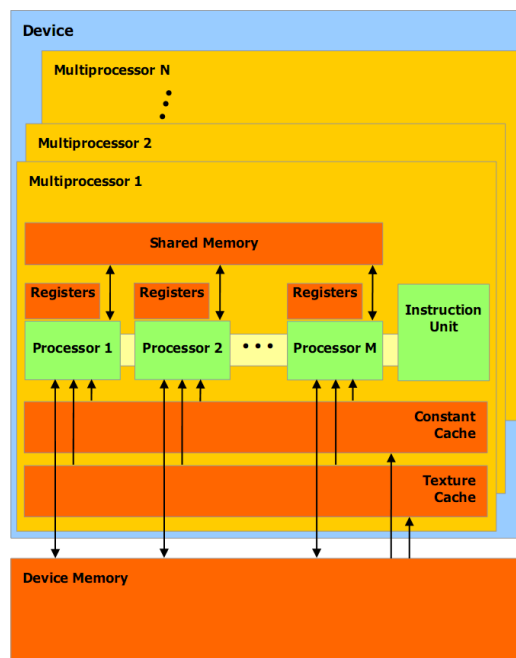 Device
Multiprocessor N
Multiprocessor 2
Multiprocessor 1
Shared Memory
Registers
Registers
Registers
Instruction
Unit
Processor 1
Processor 2
Processor M
Constant
Cache
Texture
Cache
Device Memory